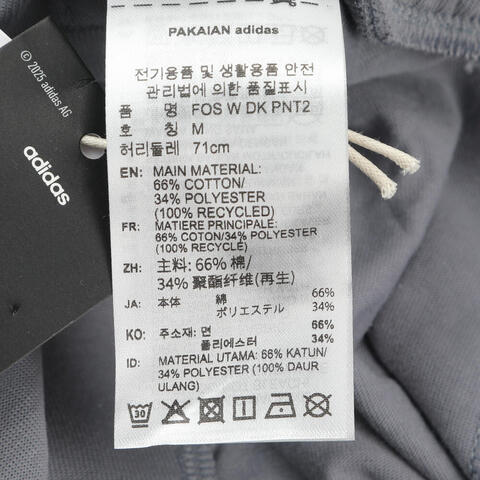 © 2025 adidas AG
adidas
PAKAIAN adidas
전기용품 및 생활용품 안전
관리법에 의한 품질표시
품 명 FOS W DK PNT2
호 칭 M
허리둘레 71cm
EN: MAIN MATERIAL:
66% COTTON/
34% POLYESTER
(100% RECYCLED)
FR: MATIERE PRINCIPALE:
66% COTON/34% POLYESTER
(100% RECYCLE)
ZH: 主料: 66% 棉/
34% 聚酯纤维(再生)
JA: 本体 綿 66%
ポリエステル 34%
KO: 주소재: 면 66%
폴리에스터 34%
ID: MATERIAL UTAMA: 66% KATUN/
34% POLYESTER (100% DAUR
ULANG)
30